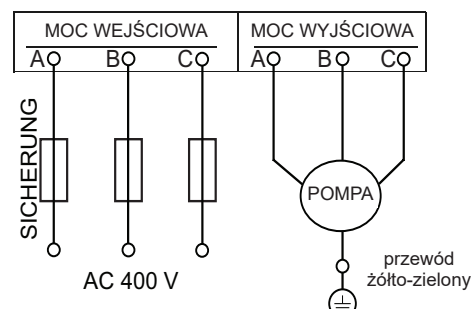 MOC WEJŚCIOWA MOC WYJŚCIOWA
A B C A B C
SICHERUNG
POMPA
AC 400 V
przewód
żółto-zielony